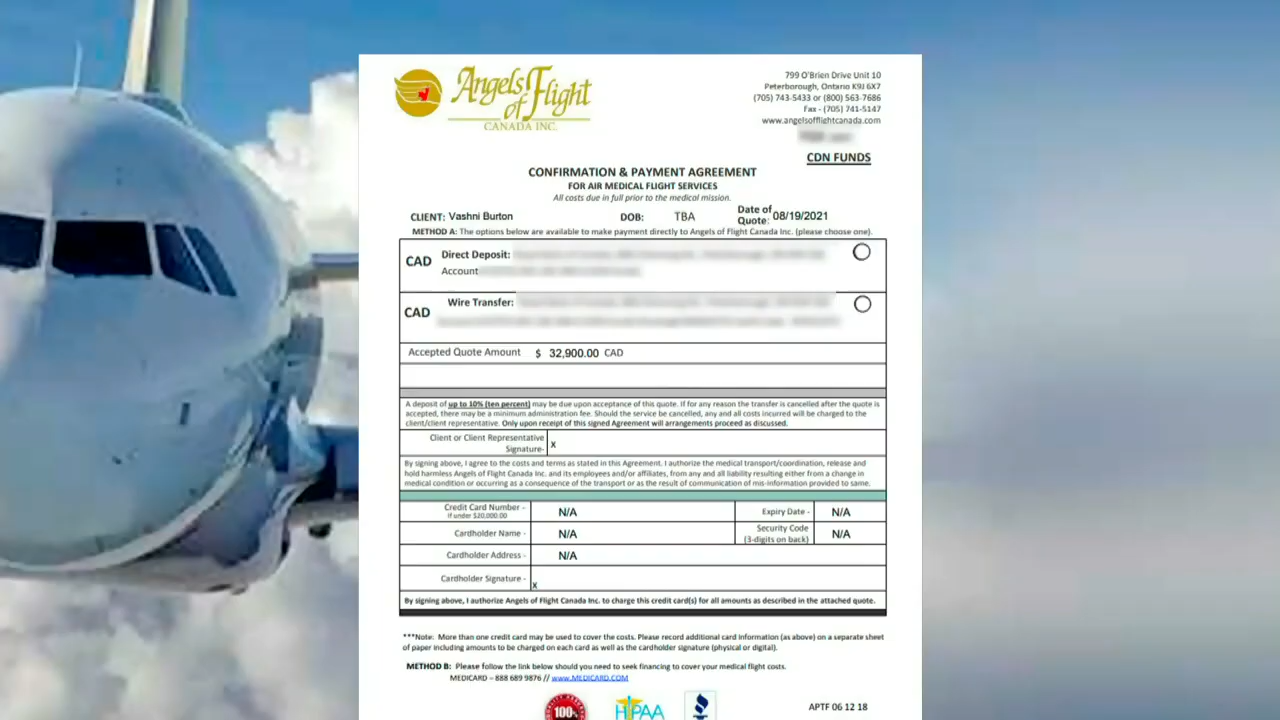 Angels of Flight
CANADA INC.
799 O'Brien Drive Unit 10
Peterborough, Ontario K9J 6X7
(705) 743-5433 or (800) 563-7686
Fax - (705) 741-5147
www.angelsofflightcanada.com
CDN FUNDS
CONFIRMATION & PAYMENT AGREEMENT
FOR AIR MEDICAL FLIGHT SERVICES
All costs due in full prior to the medical mission.
CLIENT: Vashni Burton DOB: TBA Date of Quote: 08/19/2021
METHOD A: The options below are available to make payment directly to Angels of Flight Canada Inc. (please choose one).
CAD Direct Deposit:
Account
CAD Wire Transfer:
Accepted Quote Amount $ 32,900.00 CAD
A deposit of up to 10% (ten percent) may be due upon acceptance of this quote. If for any reason the transfer is cancelled after the quote is
accepted, there may be a minimum administration fee. Should the service be cancelled, any and all costs incurred will be charged to the
client/client representative. Only upon receipt of this signed Agreement will arrangements proceed as discussed.
Client or Client Representative
Signature- x
By signing above, I agree to the costs and terms as stated in this Agreement. I authorize the medical transport/coordination, release and
hold harmless Angels of Flight Canada Inc. and its employees and/or affiliates, from any and all liability resulting either from a change in
medical condition or occurring as a consequence of the transport or as the result of communication of mis-information provided to same.
Credit Card Number - N/A Expiry Date - N/A
If under $20,000.00
Cardholder Name - N/A Security Code (3-digits on back) N/A
Cardholder Address - N/A
Cardholder Signature - x
By signing above, I authorize Angels of Flight Canada Inc. to charge this credit card(s) for all amounts as described in the attached quote.
***Note: More than one credit card may be used to cover the costs. Please record additional card information (as above) on a separate sheet
of paper including amounts to be charged on each card as well as the cardholder signature (physical or digital).
METHOD B: Please follow the link below should you need to seek financing to cover your medical flight costs.
MEDICARD – 888 689 9876 // www.MEDICARD.COM
100%
HIPAA
APTF 06 12 18